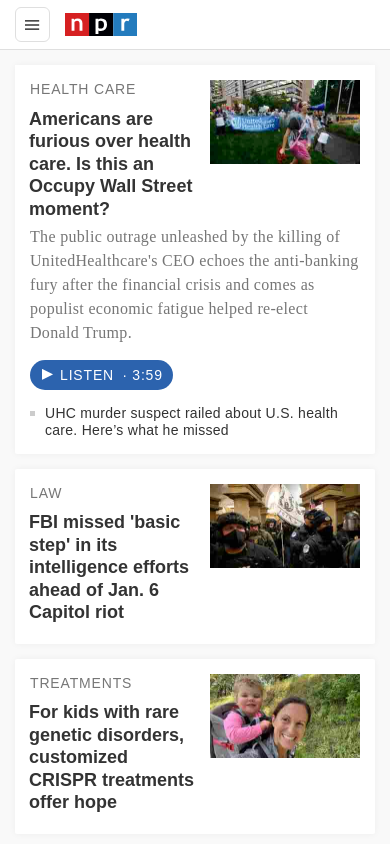 npr
HEALTH CARE
Americans are
furious over health
care. Is this an
Occupy Wall Street
moment?
United
Health Care
The public outrage unleashed by the killing of
UnitedHealthcare's CEO echoes the anti-banking
fury after the financial crisis and comes as
populist economic fatigue helped re-elect
Donald Trump.
LISTEN · 3:59
UHC murder suspect railed about U.S. health
care. Here’s what he missed
LAW
FBI missed 'basic
step' in its
intelligence efforts
ahead of Jan. 6
Capitol riot
TREATMENTS
For kids with rare
genetic disorders,
customized
CRISPR treatments
offer hope